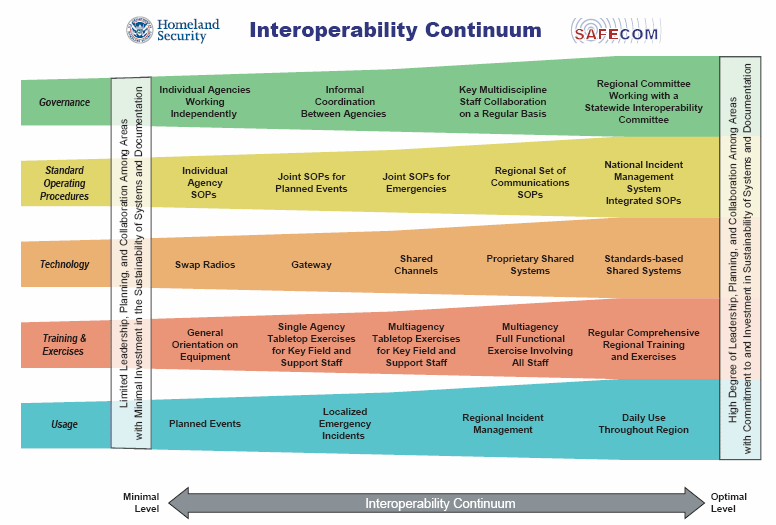 Homeland
Security
Interoperability Continuum
SAFECOM
Limited Leadership, Planning, and Collaboration Among Areas
with Minimal Investment in the Sustainability of Systems and Documentation
High Degree of Leadership, Planning, and Collaboration Among Areas
with Commitment to and Investment in Sustainability of Systems and Documentation
Governance
Individual Agencies
Working
Independently
Informal
Coordination
Between Agencies
Key Multidiscipline
Staff Collaboration
on a Regular Basis
Regional Committee
Working with a
Statewide Interoperability
Committee
Standard
Operating
Procedures
Individual
Agency
SOPs
Joint SOPs for
Planned Events
Joint SOPs for
Emergencies
Regional Set of
Communications
SOPs
National Incident
Management
System
Integrated SOPs
Technology
Swap Radios
Gateway
Shared
Channels
Proprietary Shared
Systems
Standards-based
Shared Systems
Training &
Exercises
General
Orientation on
Equipment
Single Agency
Tabletop Exercises
for Key Field and
Support Staff
Multiagency
Tabletop Exercises
for Key Field and
Support Staff
Multiagency
Full Functional
Exercise Involving
All Staff
Regular Comprehensive
Regional Training
and Exercises
Usage
Planned Events
Localized
Emergency
Incidents
Regional Incident
Management
Daily Use
Throughout Region
Minimal
Level
Interoperability Continuum
Optimal
Level